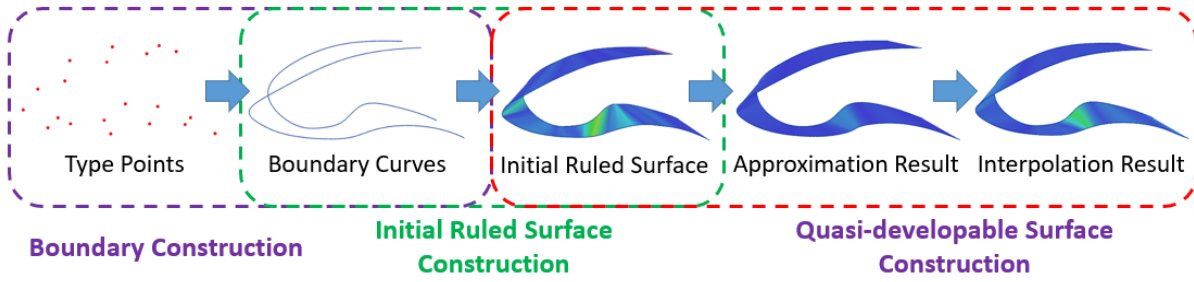 Type Points
Boundary Curves
Initial Ruled Surface
Approximation Result
Interpolation Result
Boundary Construction
Initial Ruled Surface
Construction
Quasi-developable Surface
Construction